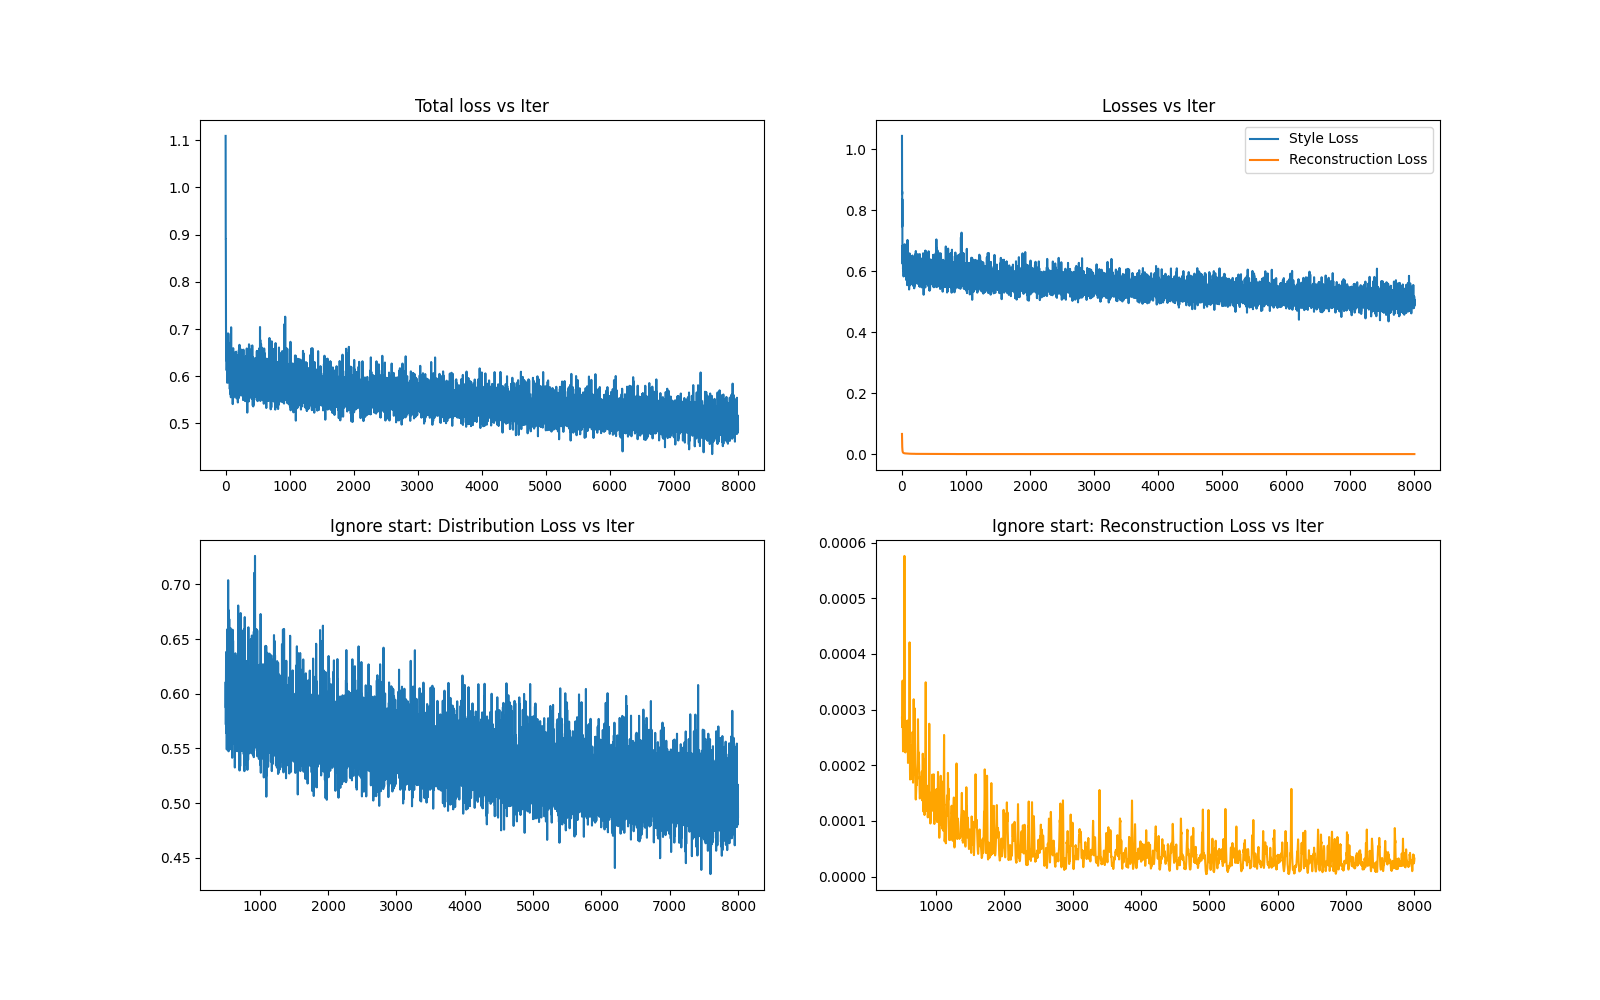 Total loss vs Iter
1.1
1.0
0.9
0.8
0.7
0.6
0.5
0 1000 2000 3000 4000 5000 6000 7000 8000
Losses vs Iter
Style Loss
Reconstruction Loss
1.0
0.8
0.6
0.4
0.2
0.0
0 1000 2000 3000 4000 5000 6000 7000 8000
Ignore start: Distribution Loss vs Iter
0.70
0.65
0.60
0.55
0.50
0.45
1000 2000 3000 4000 5000 6000 7000 8000
Ignore start: Reconstruction Loss vs Iter
0.0006
0.0005
0.0004
0.0003
0.0002
0.0001
0.0000
1000 2000 3000 4000 5000 6000 7000 8000